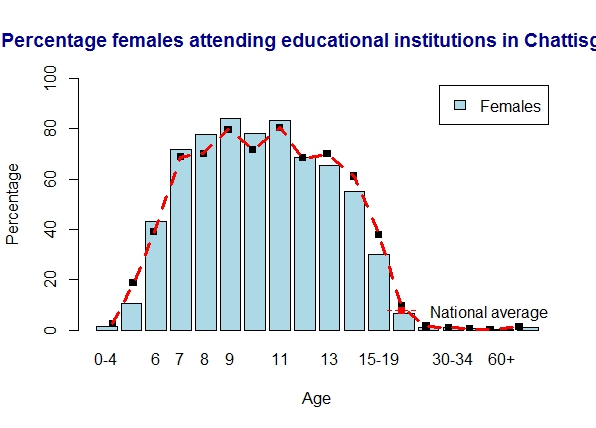 Percentage females attending educational institutions in Chattisg
Females
Percentage
100
80
60
40
20
0
National average
0-4 6 7 8 9 11 13 15-19 30-34 60+
Age